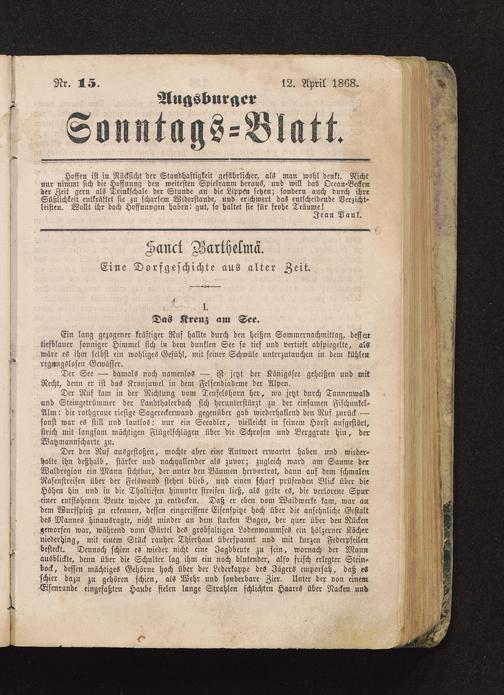 Nr. 15.
12. April 1868.
Augsburger
Sonntags-Blatt.
Hoffen ist in Rücksicht der Standhaftigkeit gefährlicher, als man wohl denkt. Nicht
nur nimmt sich die Hoffnung den weitesten Spielraum heraus, und will das Ocean-Becken
der Zeit gern als Trinkschale der Stunde an die Lippen setzen; sondern auch durch ihre
Süßlichkeit entkräftet sie zu scharfem Widerstande, und erschwert das entscheidende Verzicht-
leisten. Wollt ihr doch Hoffnungen haben: gut, so haltet sie für frohe Träume!
Jean Paul.
Sanct Barthelmä.
Eine Dorfgeschichte aus alter Zeit.
I.
Das Kreuz am See.
Ein lang gezogener kräftiger Ruf hallte durch den heißen Sommernachmittag, dessen
tiefblauer sonniger Himmel sich in dem dunklen See so tief und vertieft abspiegelte, als
wäre es ihm selbst ein wohliges Gefühl, mit seiner Schwüle unterzutauchen in dem kühlen
regungslosen Gewässer.
Der See — damals noch namenlos — ist jetzt der Königssee geheißen und mit
Recht, denn er ist das Kronjuwel in dem Felsendiademe der Alpen.
Der Ruf kam in der Richtung vom Teufelshorn her, wo jetzt durch Tannenwald
und Steingetrümmer der Landthalerbach sich herunterstürzt zu der einsamen Fischunkel-
Alm: die rothgraue riesige Sagereckerwand gegenüber gab wiederhallend den Ruf zurück —
sonst war es still und lautlos: nur ein Seeadler, vielleicht in seinem Horst aufgestört,
strich mit langsam mächtigen Flügelschlägen über die Schrofen und Berggrate hin, der
Watzmannscharte zu.
Der den Ruf ausgestoßen, mochte aber eine Antwort erwartet haben und wieder-
holte ihn deßhalb, stärker und nachhallender als zuvor; zugleich ward am Saume der
Waldregion ein Mann sichtbar, der unter den Bäumen hervortrat, dann auf dem schmalen
Rasenstreifen über der Felswand stehen blieb, und einen scharf prüfenden Blick über die
Höhen hin und in die Thaltiefen hinunter streifen ließ, als gelte es, die verlorene Spur
einer entflohenen Beute wieder zu entdecken. Daß er eben vom Waidwerke kam, war an
dem Wurfspieß zu erkennen, dessen eingerissene Eisenspitze hoch über die ansehnliche Gestalt
des Mannes hinausragte, nicht minder an dem starken Bogen, der quer über den Rücken
geworfen war, während vom Gürtel des grobfaltigen Lodenwammses ein hölzerner Köcher
niederhing, mit einem Stück rauher Thierhaut überspannt und mit kurzen Federpfeilen
besteckt. Dennoch schien es wieder nicht eine Jagdbeute zu sein, wornach der Mann
ausblickte, denn über die Schulter lag ihm ein noch blutender, also frisch erlegter Stein-
bock, dessen mächtiges Gehörne hoch über der Lederkappe des Jägers emporsah, daß es
schier dazu zu gehören schien, als Wehr und sonderbare Zier. Unter der von einem
Eisenrande eingefaßten Haube fielen lange Strahlen schlichten Haares über Nacken und